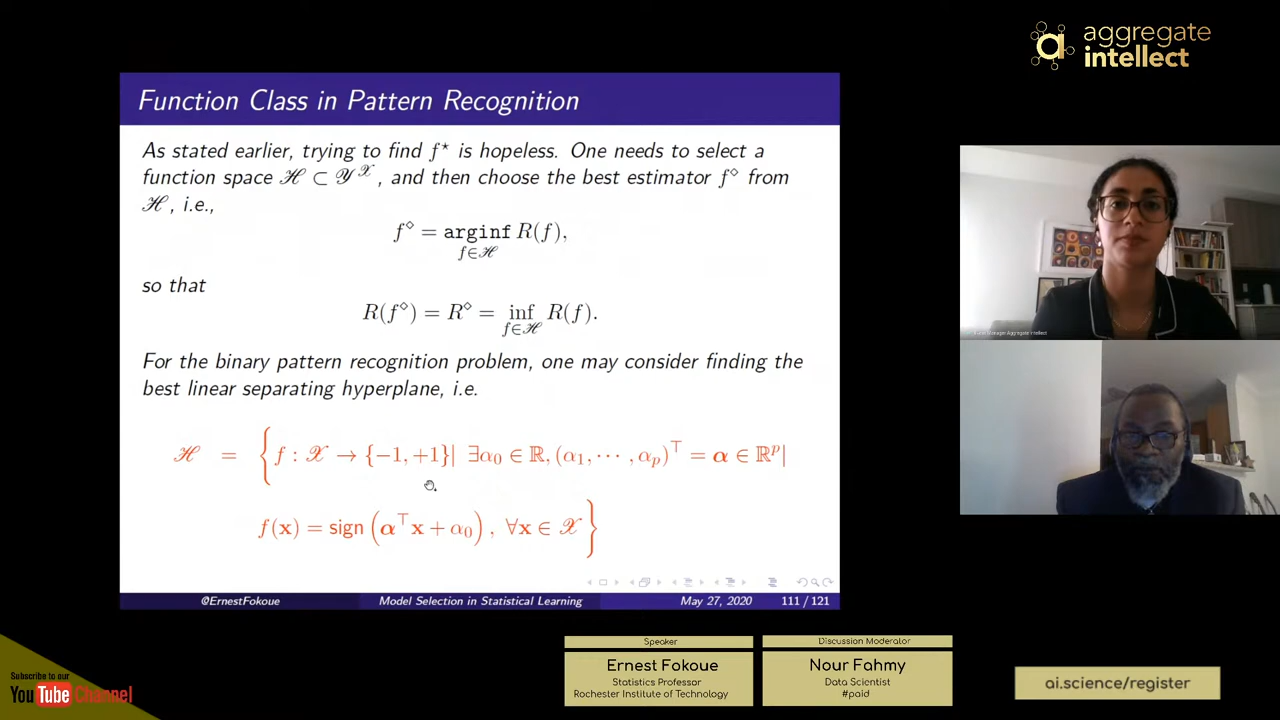 aggregate
intellect
Function Class in Pattern Recognition
As stated earlier, trying to find f⋆ is hopeless. One needs to select a
function space ℋ ⊂ 𝒴^𝒳, and then choose the best estimator f^⋄ from
ℋ, i.e.,
f^⋄ = arginf R(f),
f∈ℋ
so that
R(f^⋄) = R^⋄ = inf R(f).
f∈ℋ
For the binary pattern recognition problem, one may consider finding the
best linear separating hyperplane, i.e.
ℋ = { f : 𝒳 → {−1, +1}| ∃α₀ ∈ ℝ, (α₁, ⋯ , αₚ)^⊤ = α ∈ ℝ^p|
f(x) = sign (α^⊤x + α₀) , ∀x ∈ 𝒳 }
@ErnestFokoue Model Selection in Statistical Learning May 27, 2020 111 / 121
Manager Aggregate Intellect
Speaker
Ernest Fokoue
Statistics Professor
Rochester Institute of Technology
Discussion Moderator
Nour Fahmy
Data Scientist
#paid
Subscribe to our
YouTube Channel
ai.science/register